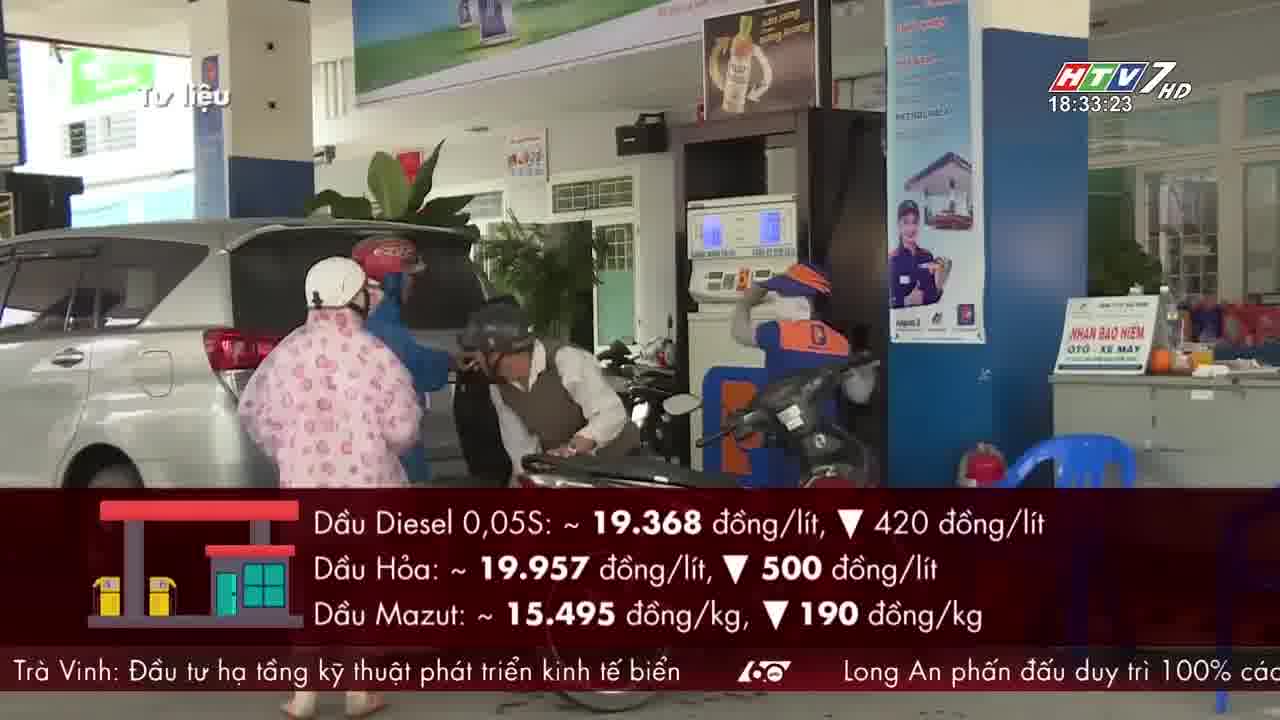 Tư liệu
HTV7 HD
18:33:23
PETROLIMEX
NHẬN BẢO HIỂM
ÔTÔ - XE MÁY
Dầu Diesel 0,05S: ~ 19.368 đồng/lít, ▼ 420 đồng/lít
Dầu Hỏa: ~ 19.957 đồng/lít, ▼ 500 đồng/lít
Dầu Mazut: ~ 15.495 đồng/kg, ▼ 190 đồng/kg
Trà Vinh: Đầu tư hạ tầng kỹ thuật phát triển kinh tế biển
60
Long An phấn đấu duy trì 100% các